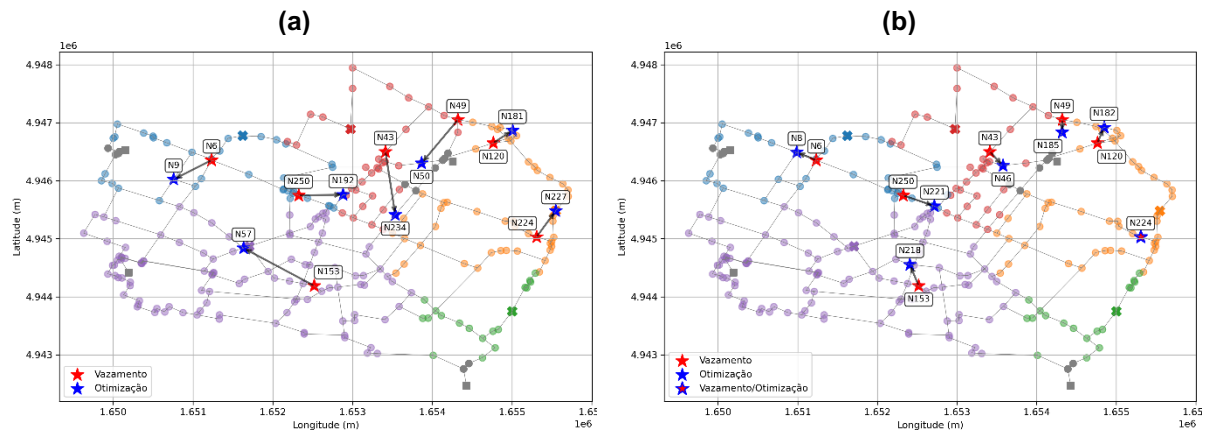 (a)
(b)
1e6
4.948
4.947
4.946
4.945
4.944
4.943
Latitude (m)
N49
N181
N43
N120
N6
N50
N9
N250
N192
N227
N234
N224
N57
N153
Vazamento
Otimização
1.650
1.651
1.652
1.653
1.654
1.655
1.65
Longitude (m)
1e6
1e6
4.948
4.947
4.946
4.945
4.944
4.943
Latitude (m)
N49
N182
N43
N185
N120
N8
N6
N46
N250
N221
N224
N218
N153
Vazamento
Otimização
Vazamento/Otimização
1.650
1.651
1.652
1.653
1.654
1.655
1.65
Longitude (m)
1e6